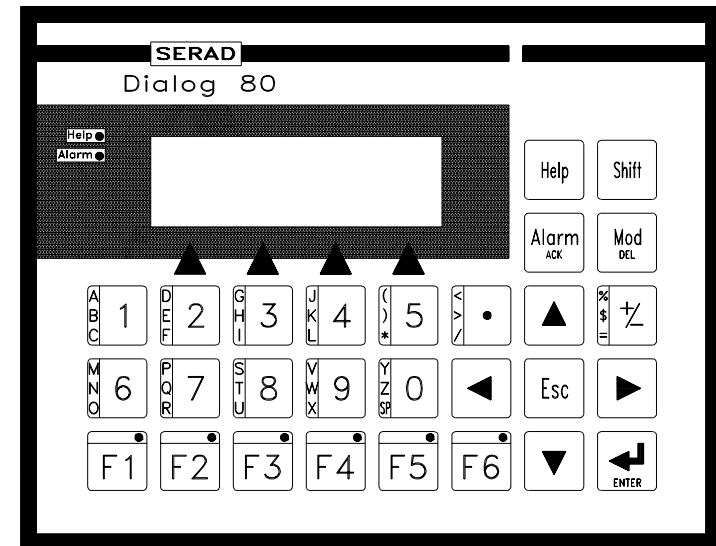 SERAD
Dialog 80
Help
Alarm
Help Shift
Alarm ACK Mod DEL
A B C 1 D E F 2 G H I 3 J K L 4 ( ) * 5 < > / • % $ = +/-
M N O 6 P Q R 7 S T U 8 V W X 9 Y Z SP 0 Esc
F1 F2 F3 F4 F5 F6 ENTER